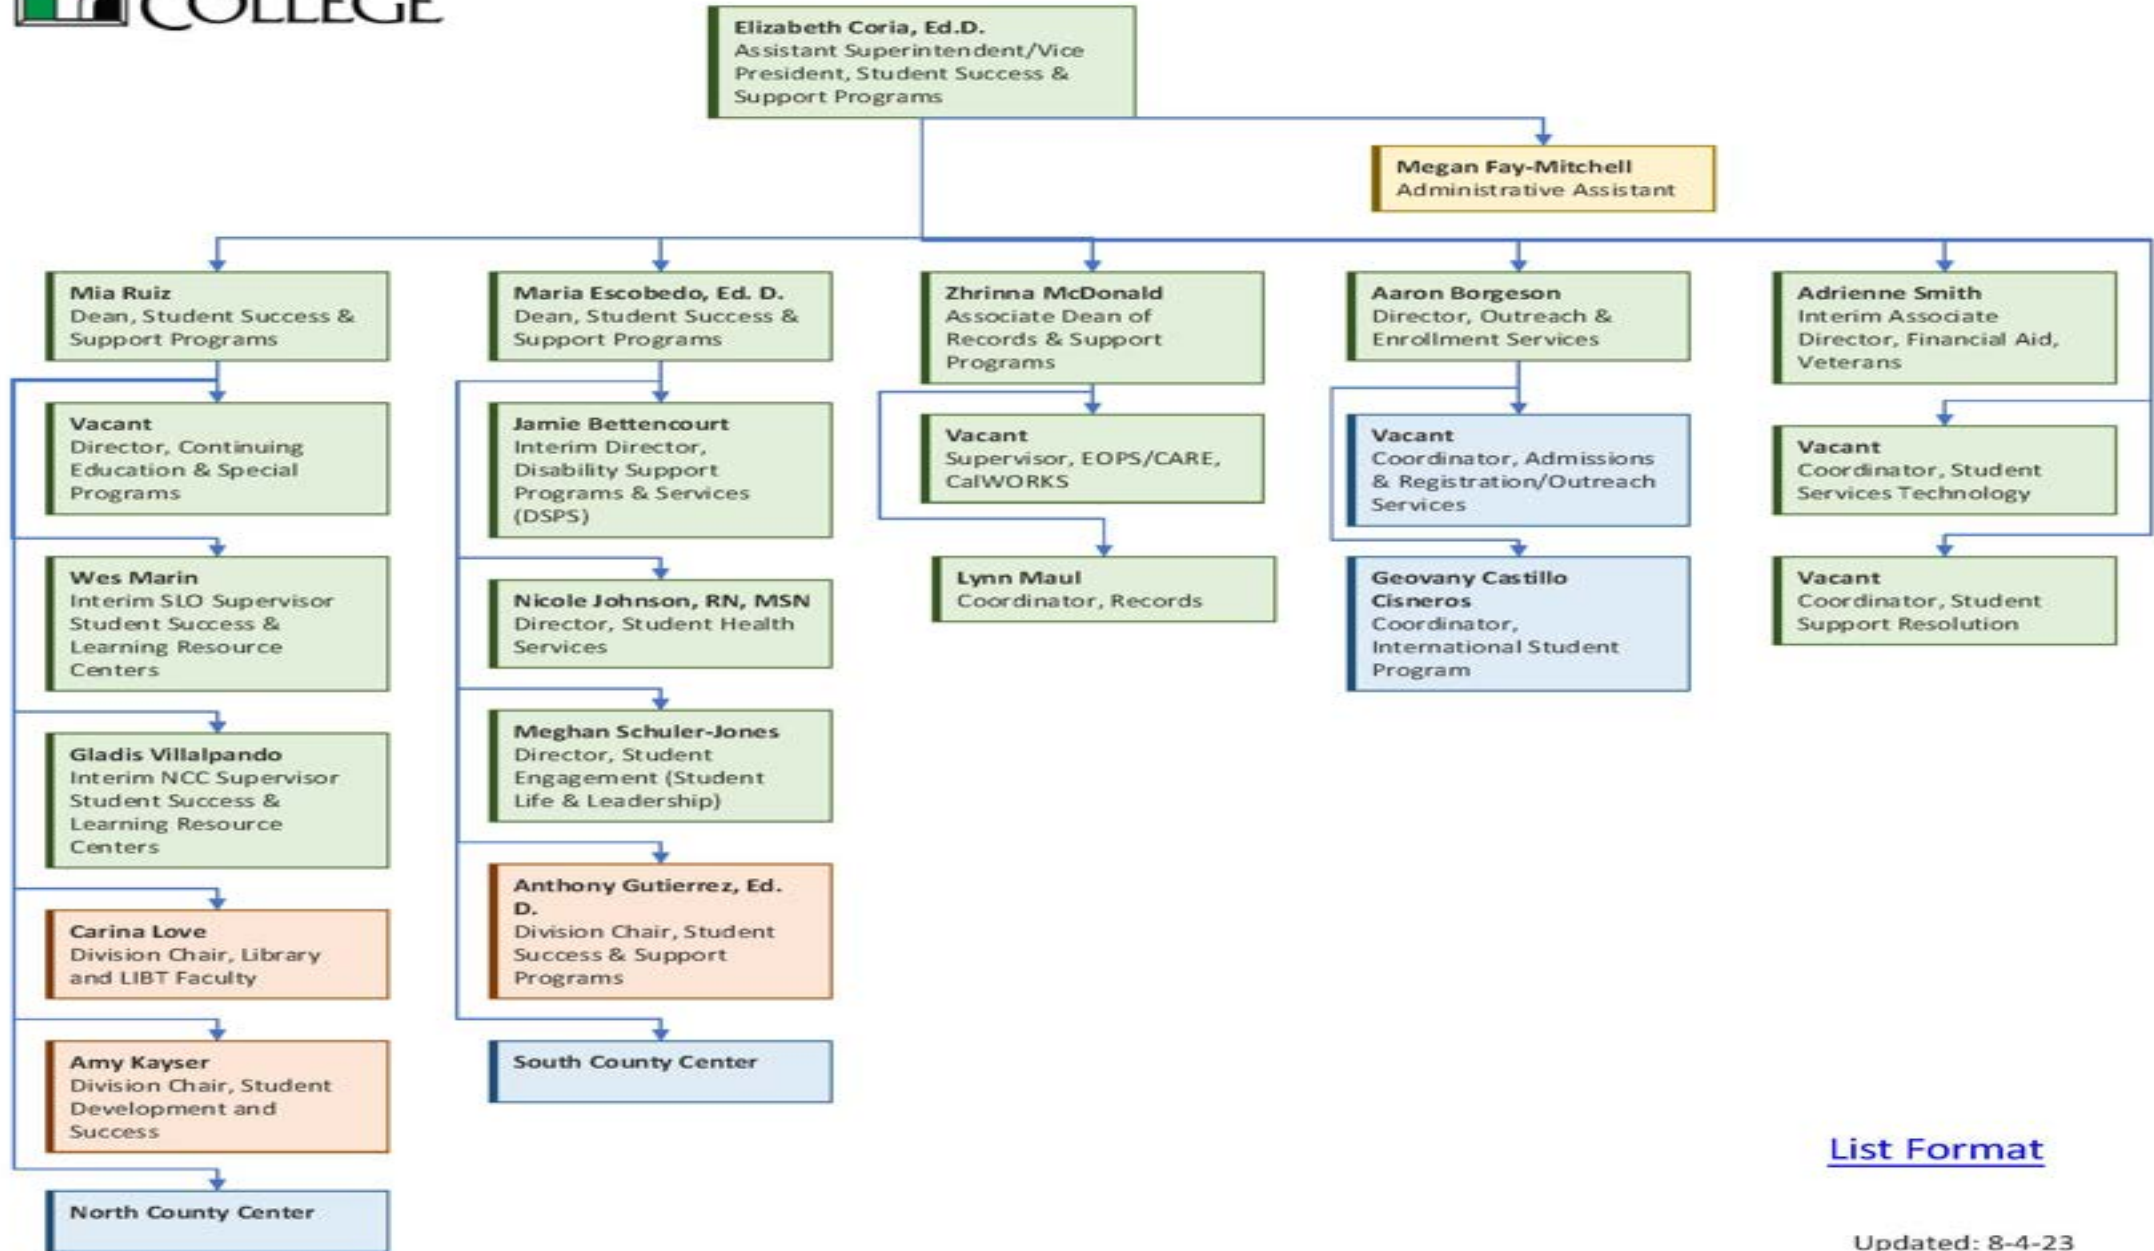 COLLEGE
Elizabeth Coria, Ed.D.
Assistant Superintendent/Vice
President, Student Success &
Support Programs
Megan Fay-Mitchell
Administrative Assistant
Mia Ruiz
Dean, Student Success &
Support Programs
Vacant
Director, Continuing
Education & Special
Programs
Wes Marin
Interim SLO Supervisor
Student Success &
Learning Resource
Centers
Gladis Villalpando
Interim NCC Supervisor
Student Success &
Learning Resource
Centers
Carina Love
Division Chair, Library
and LIBT Faculty
Amy Kayser
Division Chair, Student
Development and
Success
North County Center
Maria Escobedo, Ed. D.
Dean, Student Success &
Support Programs
Jamie Bettencourt
Interim Director,
Disability Support
Programs & Services
(DSPS)
Nicole Johnson, RN, MSN
Director, Student Health
Services
Meghan Schuler-Jones
Director, Student
Engagement (Student
Life & Leadership)
Anthony Gutierrez, Ed.
D.
Division Chair, Student
Success & Support
Programs
South County Center
Zhrinna McDonald
Associate Dean of
Records & Support
Programs
Vacant
Supervisor, EOPS/CARE,
CalWORKS
Lynn Maul
Coordinator, Records
Aaron Borgeson
Director, Outreach &
Enrollment Services
Vacant
Coordinator, Admissions
& Registration/Outreach
Services
Geovany Castillo
Cisneros
Coordinator,
International Student
Program
Adrienne Smith
Interim Associate
Director, Financial Aid,
Veterans
Vacant
Coordinator, Student
Services Technology
Vacant
Coordinator, Student
Support Resolution
List Format
Updated: 8-4-23